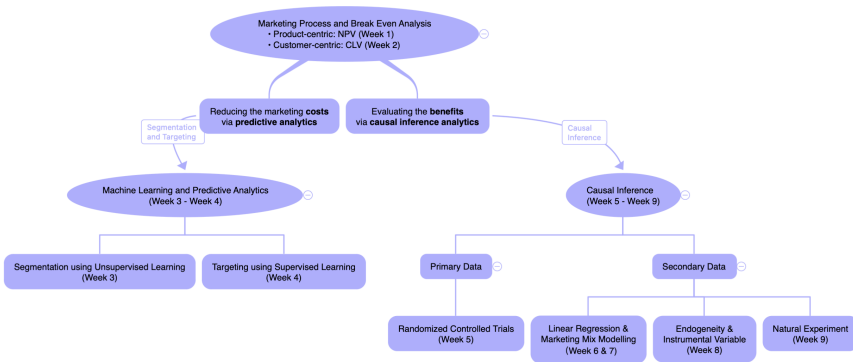 Marketing Process and Break Even Analysis
• Product-centric: NPV (Week 1)
• Customer-centric: CLV (Week 2)
Reducing the marketing costs
via predictive analytics
Evaluating the benefits
via causal inference analytics
Segmentation
and Targeting
Causal
Inference
Machine Learning and Predictive Analytics
(Week 3 - Week 4)
Causal Inference
(Week 5 - Week 9)
Segmentation using Unsupervised Learning
(Week 3)
Targeting using Supervised Learning
(Week 4)
Primary Data
Secondary Data
Randomized Controlled Trials
(Week 5)
Linear Regression &
Marketing Mix Modelling
(Week 6 & 7)
Endogeneity &
Instrumental Variable
(Week 8)
Natural Experiment
(Week 9)